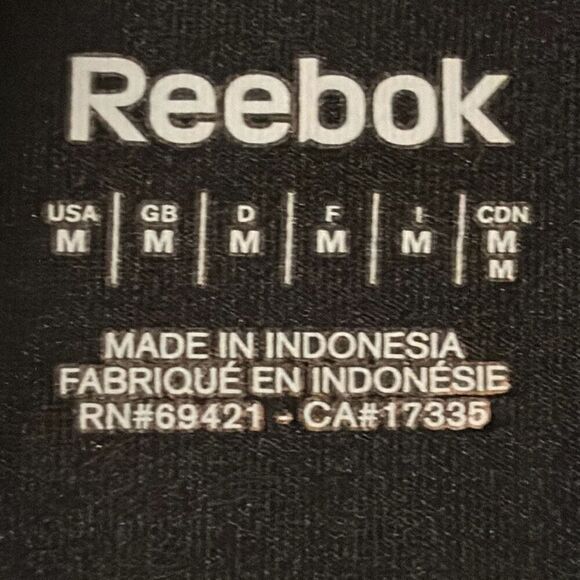 Reebok
USA | GB | D | F | I | CDN
M | M | M | M | M | M
M
MADE IN INDONESIA
FABRIQUÉ EN INDONÉSIE
RN#69421 - CA#17335